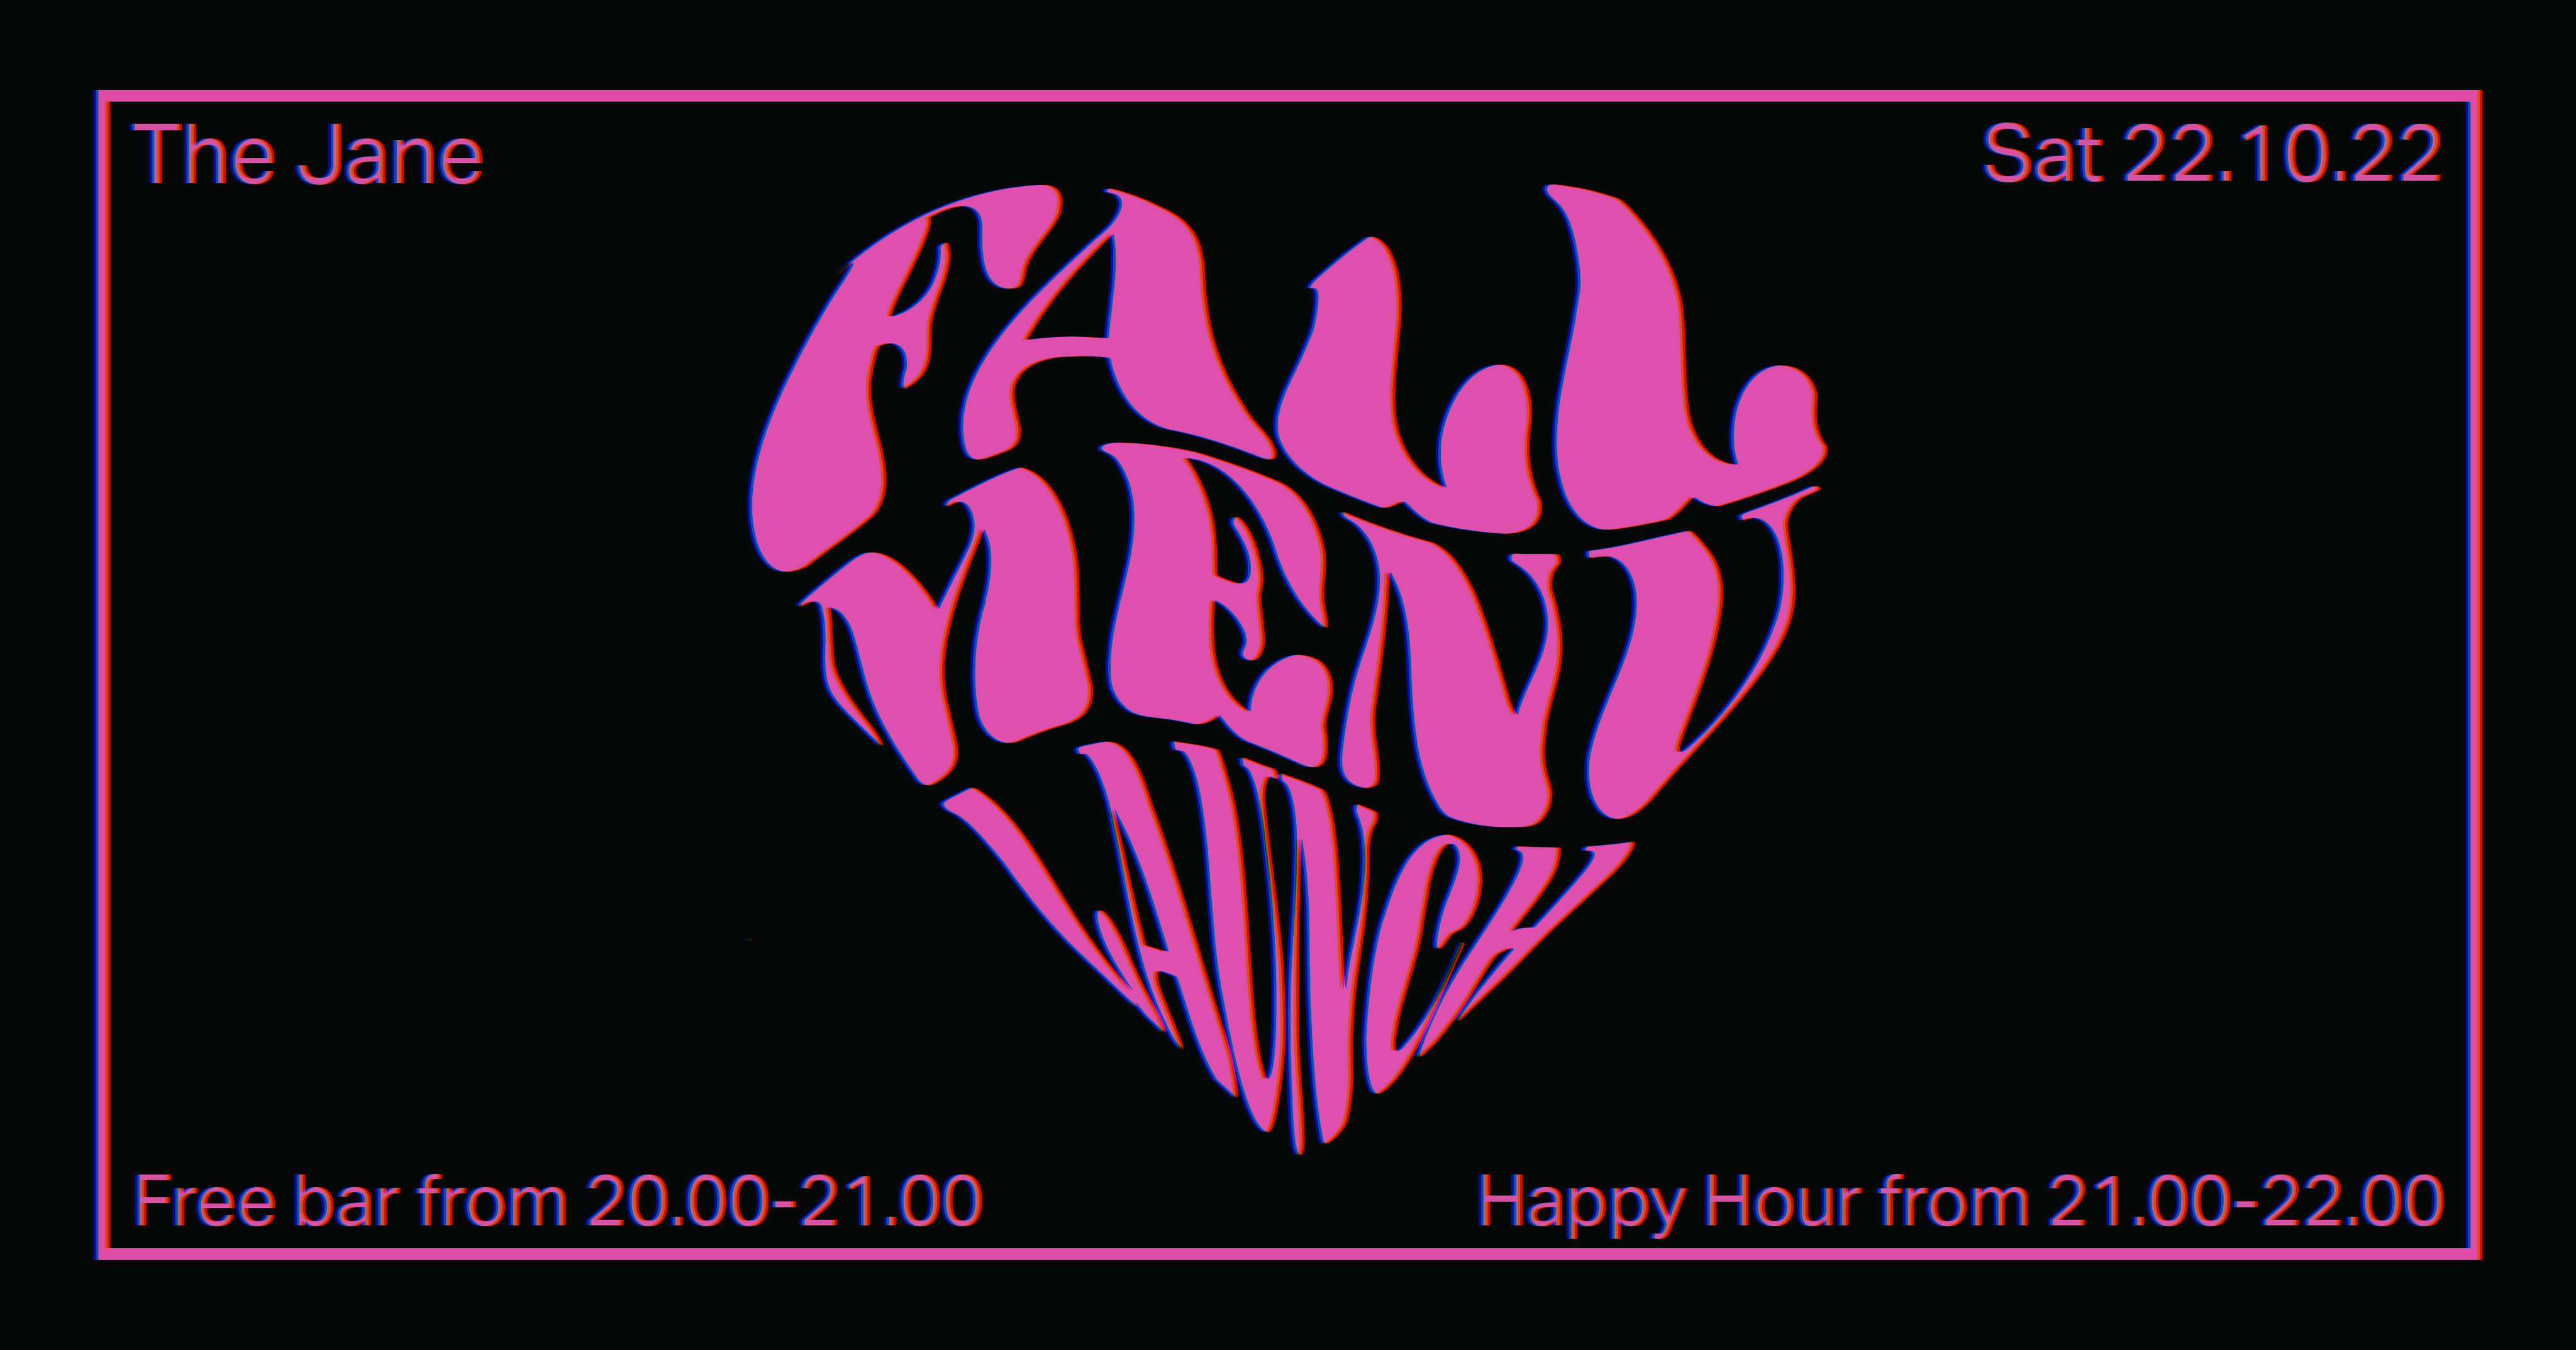 The Jane
Sat 22.10.22
FALL
MENU
LAUNCH
Free bar from 20.00-21.00
Happy Hour from 21.00-22.00